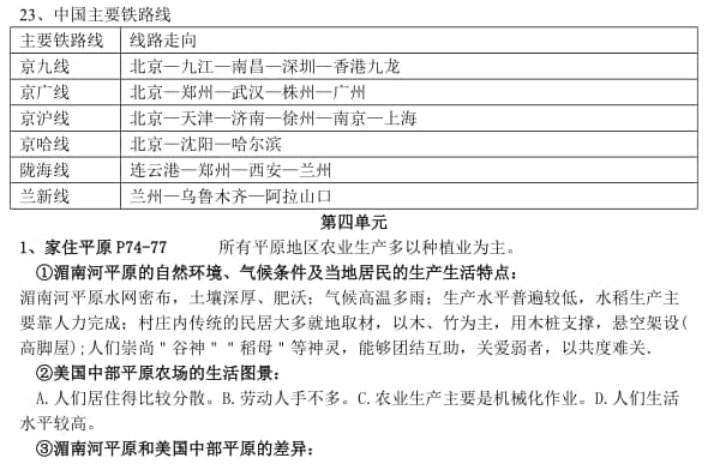 23、中国主要铁路线
主要铁路线 线路走向
京九线 北京—九江—南昌—深圳—香港九龙
京广线 北京—郑州—武汉—株州—广州
京沪线 北京—天津—济南—徐州—南京—上海
京哈线 北京—沈阳—哈尔滨
陇海线 连云港—郑州—西安—兰州
兰新线 兰州—乌鲁木齐—阿拉山口
第四单元
1、家住平原 P74-77 所有平原地区农业生产多以种植业为主。
①湄南河平原的自然环境、气候条件及当地居民的生产生活特点：
湄南河平原水网密布，土壤深厚、肥沃；气候高温多雨；生产水平普遍较低，水稻生产主
要靠人力完成；村庄内传统的民居大多就地取材，以木、竹为主，用木桩支撑，悬空架设(
高脚屋);人们崇尚＂谷神＂＂稻母＂等神灵，能够团结互助，关爱弱者，以共度难关.
②美国中部平原农场的生活图景：
A.人们居住得比较分散。B.劳动人手不多。C.农业生产主要是机械化作业。D.人们生活
水平较高。
③湄南河平原和美国中部平原的差异：